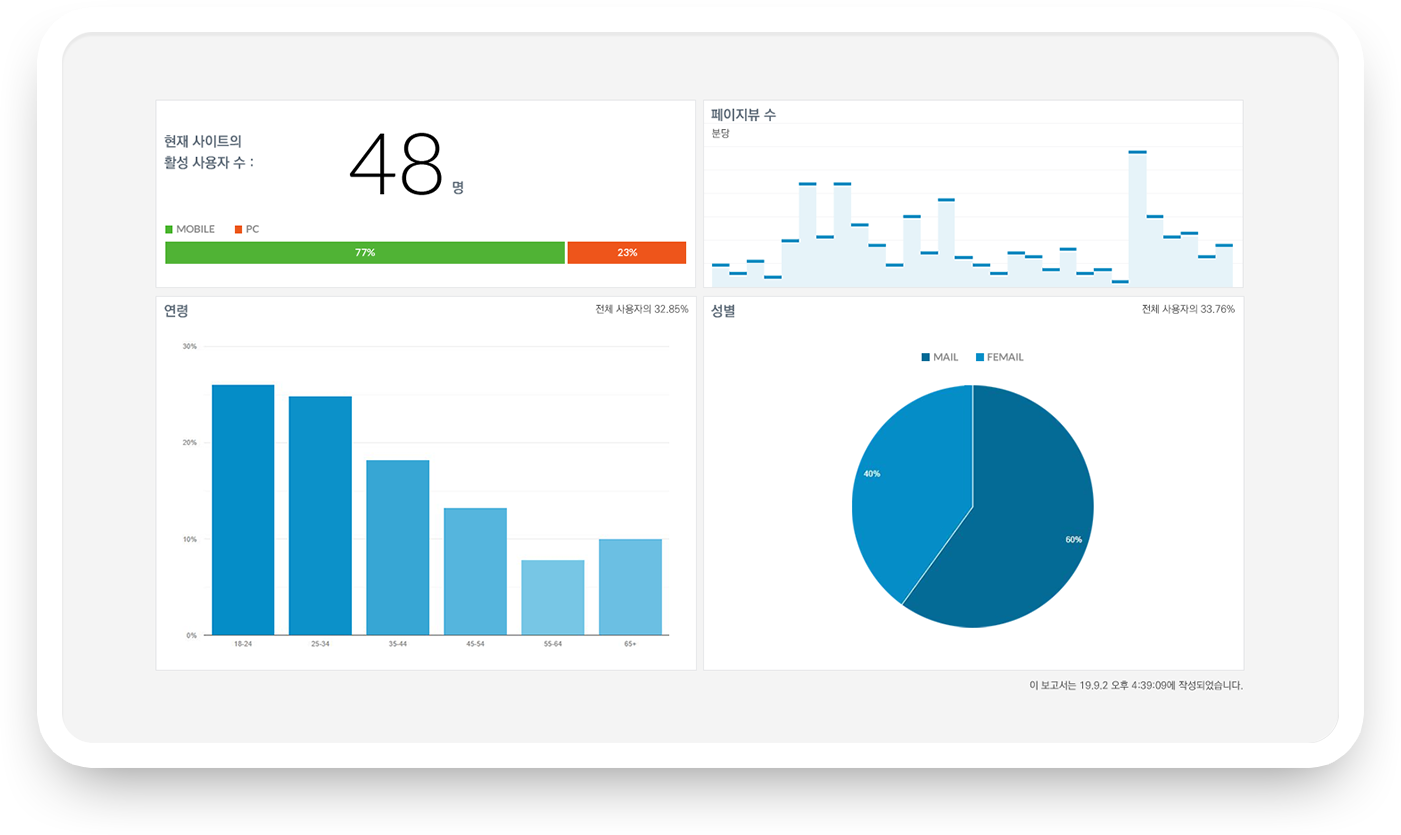 현재 사이트의
활성 사용자 수 :
48 명
MOBILE PC
77% 23%
페이지뷰 수
분당
연령 전체 사용자의 32.85%
30%
20%
10%
0%
18-24 25-34 35-44 45-54 55-64 65+
성별 전체 사용자의 33.76%
MAIL FEMAIL
40%
60%
이 보고서는 19.9.2 오후 4:39:09에 작성되었습니다.